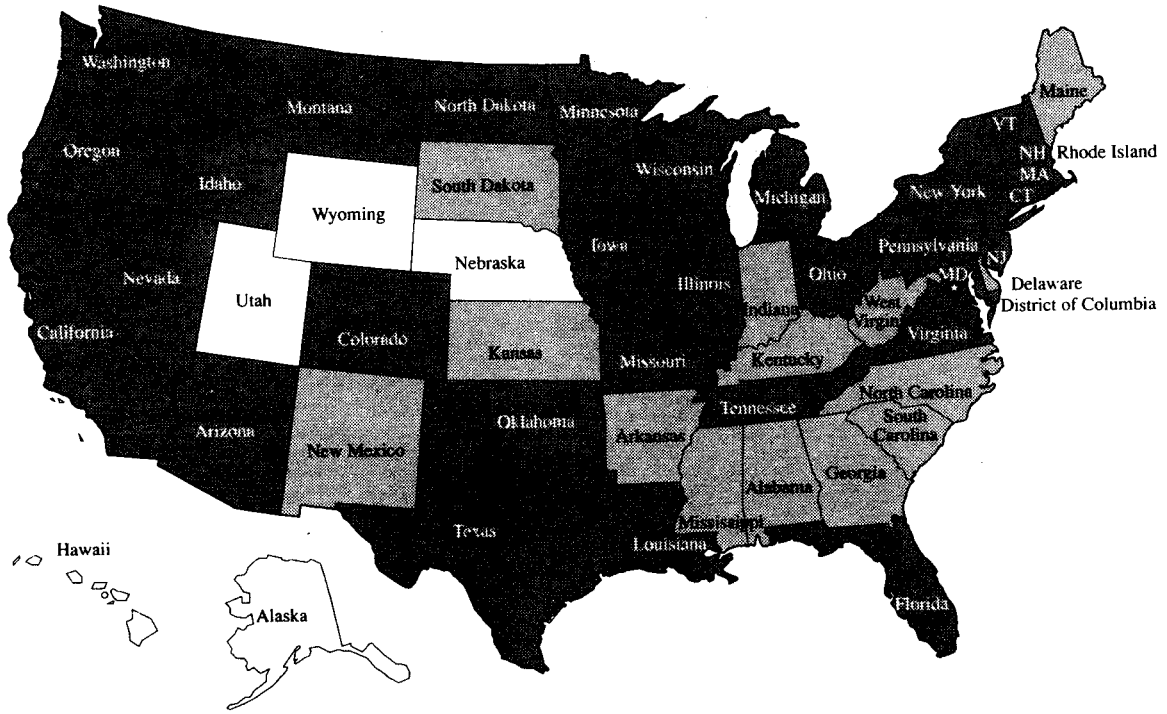 Washington
Montana
North Dakota
Minnesota
Maine
VT
Oregon
Idaho
South Dakota
Wisconsin
Michigan
NH
Rhode Island
MA
New York
CT
Wyoming
Iowa
Pennsylvania
NJ
Nevada
Utah
Nebraska
Illinois
Indiana
Ohio
West
Virgin
MD
Delaware
District of Columbia
California
Colorado
Kansas
Missouri
Kentucky
Virginia
Arizona
New Mexico
Oklahoma
Arkansas
Tennessee
North Carolina
South
Carolina
Texas
Louisiana
Mississippi
Alabama
Georgia
Florida
Hawaii
Alaska